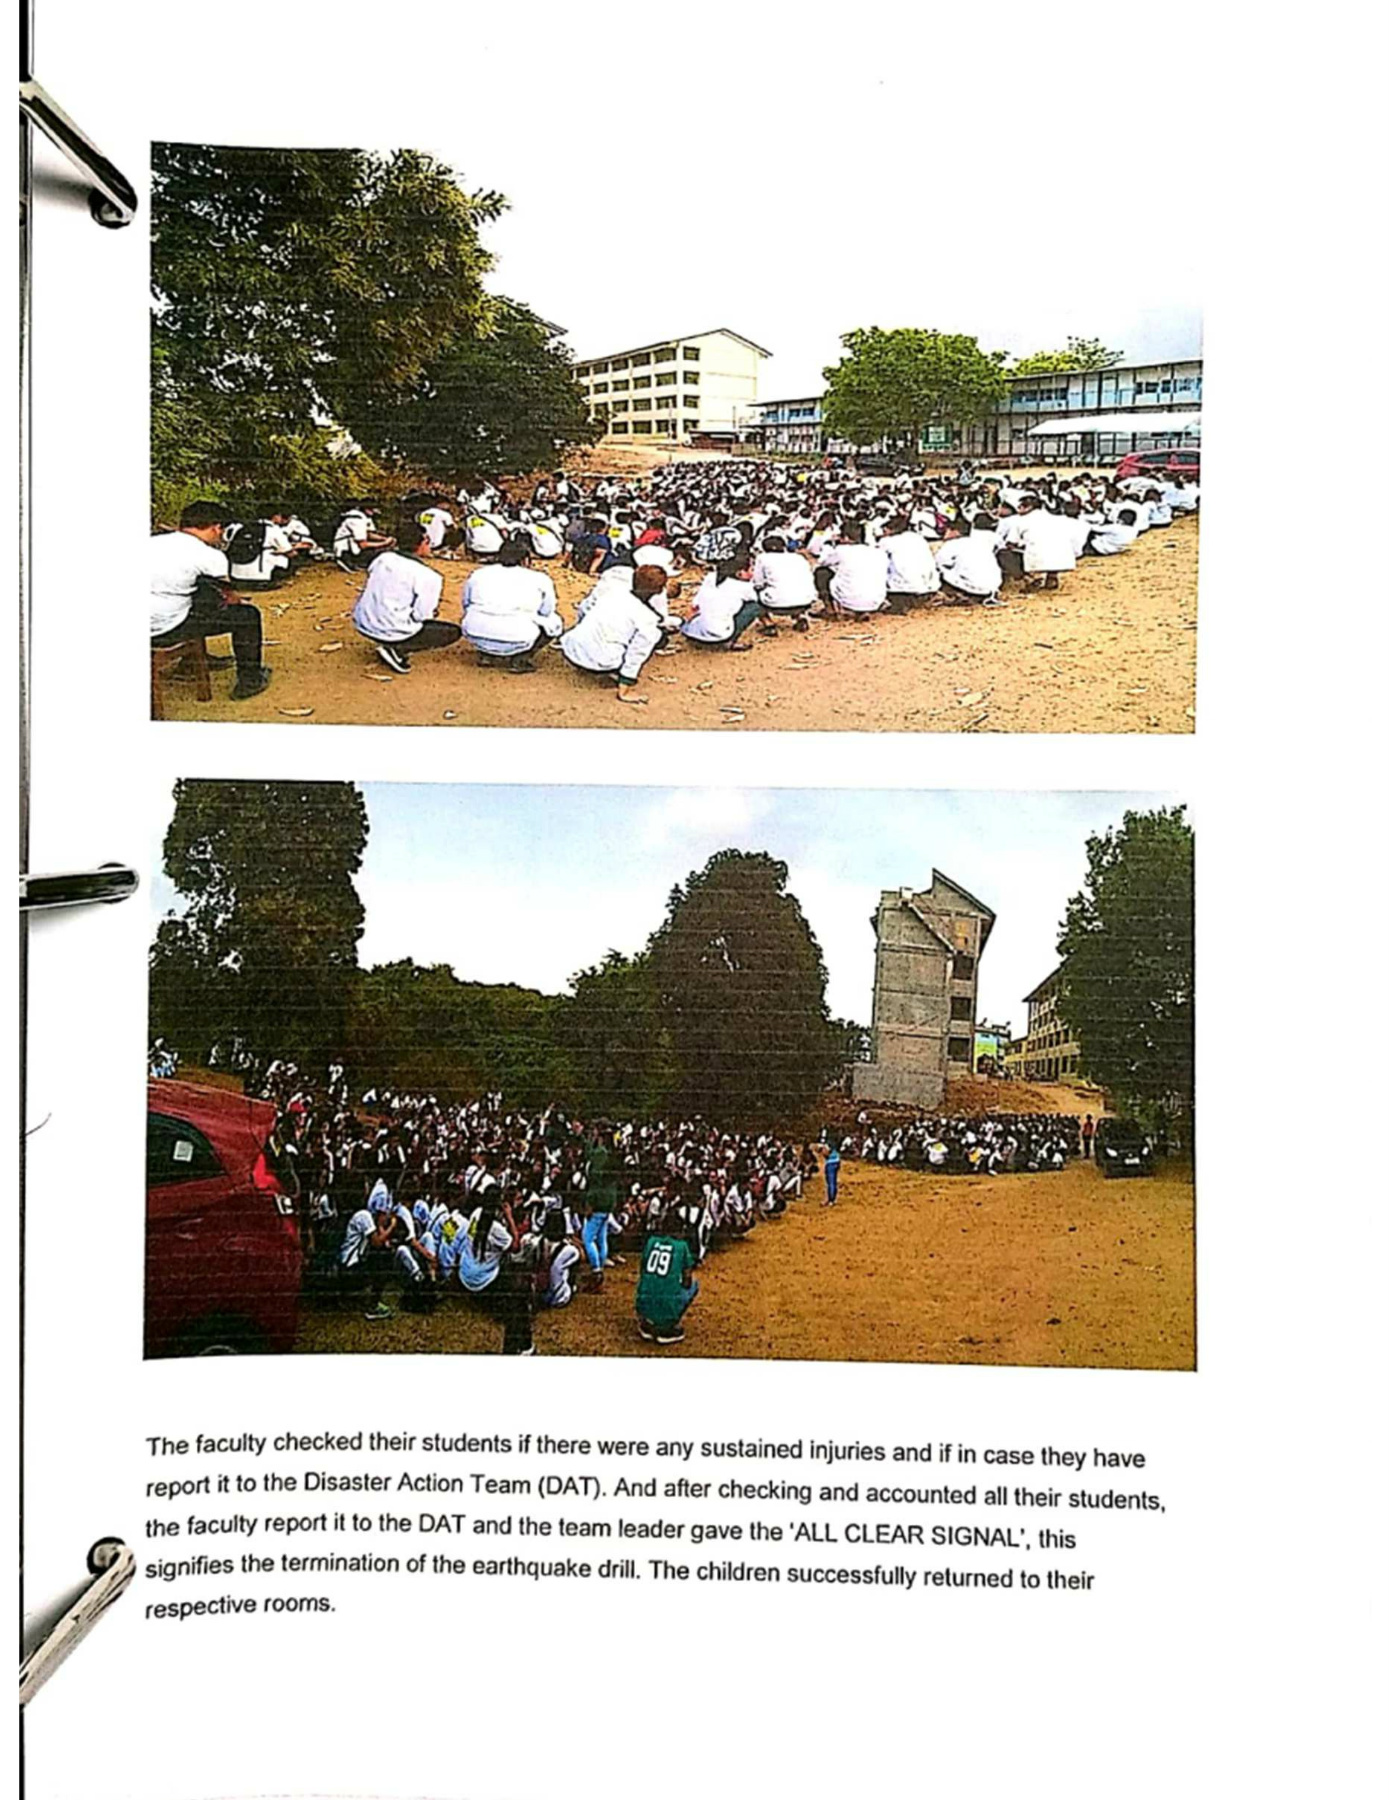 09
The faculty checked their students if there were any sustained injuries and if in case they have
report it to the Disaster Action Team (DAT). And after checking and accounted all their students,
the faculty report it to the DAT and the team leader gave the 'ALL CLEAR SIGNAL', this
signifies the termination of the earthquake drill. The children successfully returned to their
respective rooms.